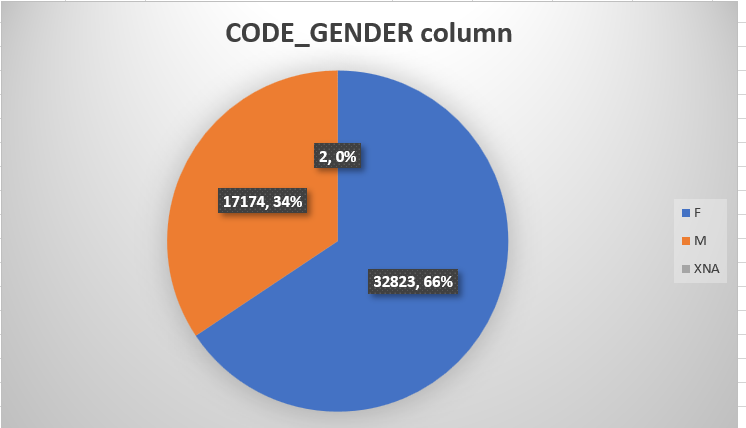 CODE_GENDER column
2, 0%
17174, 34%
32823, 66%
F
M
XNA